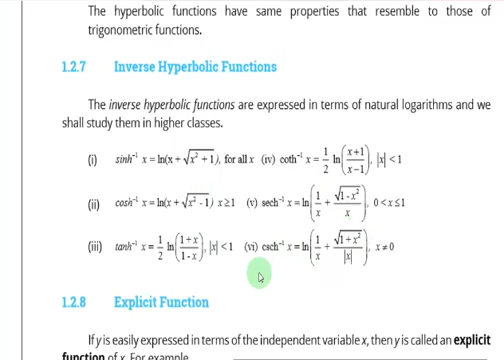 The hyperbolic functions have same properties that resemble to those of
trigonometric functions.
1.2.7 Inverse Hyperbolic Functions
The inverse hyperbolic functions are expressed in terms of natural logarithms and we
shall study them in higher classes.
(i) sinh⁻¹ x = ln(x + √(x² + 1), for all x (iv) coth⁻¹ x = 1/2 ln((x+1)/(x−1)), |x| < 1
(ii) cosh⁻¹ x = ln(x + √(x² - 1) x ≥ 1 (v) sech⁻¹ x = ln(1/x + √(1-x²)/x), 0 < x ≤ 1
(iii) tanh⁻¹ x = 1/2 ln((1+x)/(1-x)), |x| < 1 (vi) csch⁻¹ x = ln(1/x + √(1+x²)/|x|), x ≠ 0
1.2.8 Explicit Function
If y is easily expressed in terms of the independent variable x, then y is called an explicit
function of x. For example